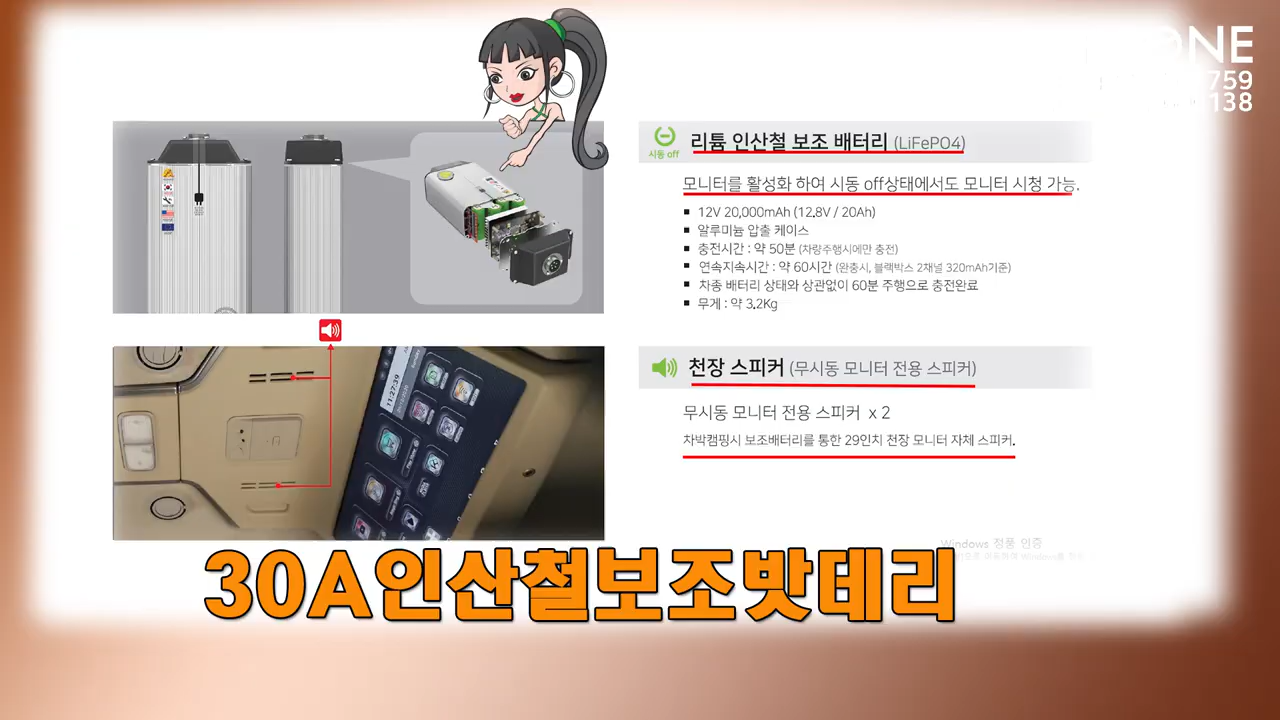 ONE
759
138
시동 off
리튬 인산철 보조 배터리 (LiFePO4)
모니터를 활성화 하여 시동 off상태에서도 모니터 시청 가능.
■ 12V 20,000mAh (12.8V / 20Ah)
■ 알루미늄 압출 케이스
■ 충전시간 : 약 50분 (차량주행시에만 충전)
■ 연속지속시간 : 약 60시간 (완충시, 블랙박스 2채널 320mAh기준)
■ 차종 배터리 상태와 상관없이 60분 주행으로 충전완료
■ 무게 : 약 3,2Kg
11:27:39
천장 스피커 (무시동 모니터 전용 스피커)
무시동 모니터 전용 스피커 x 2
차박캠핑시 보조배터리를 통한 29인치 천장 모니터 자체 스피커.
Windows 정품 인증
30A인산철보조밧데리